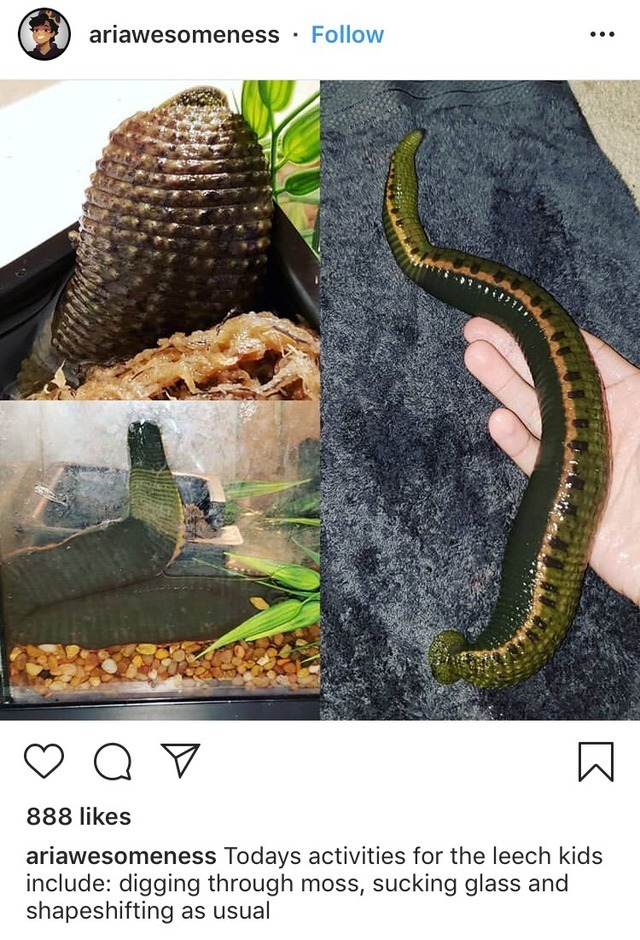 ariawesomeness · Follow
888 likes
ariawesomeness Todays activities for the leech kids
include: digging through moss, sucking glass and
shapeshifting as usual